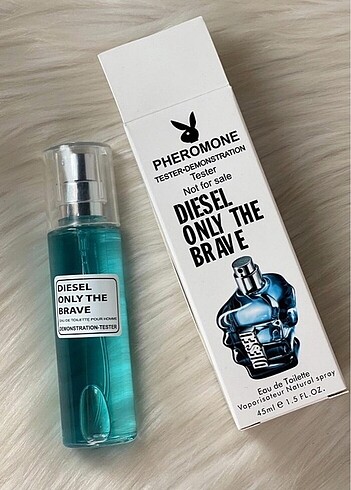 PHEROMONE
TESTER•DEMONSTRATION
Tester
Not for sale
DIESEL
ONLY THE
BRAVE
DIESEL
Eau de Toilette
Vaporisateur Natural spray
45ml e 1.5 FL.OZ.
DIESEL
ONLY THE
BRAVE
EAU DE TOILETTE POUR HOMME
DEMONSTRATION-TESTER